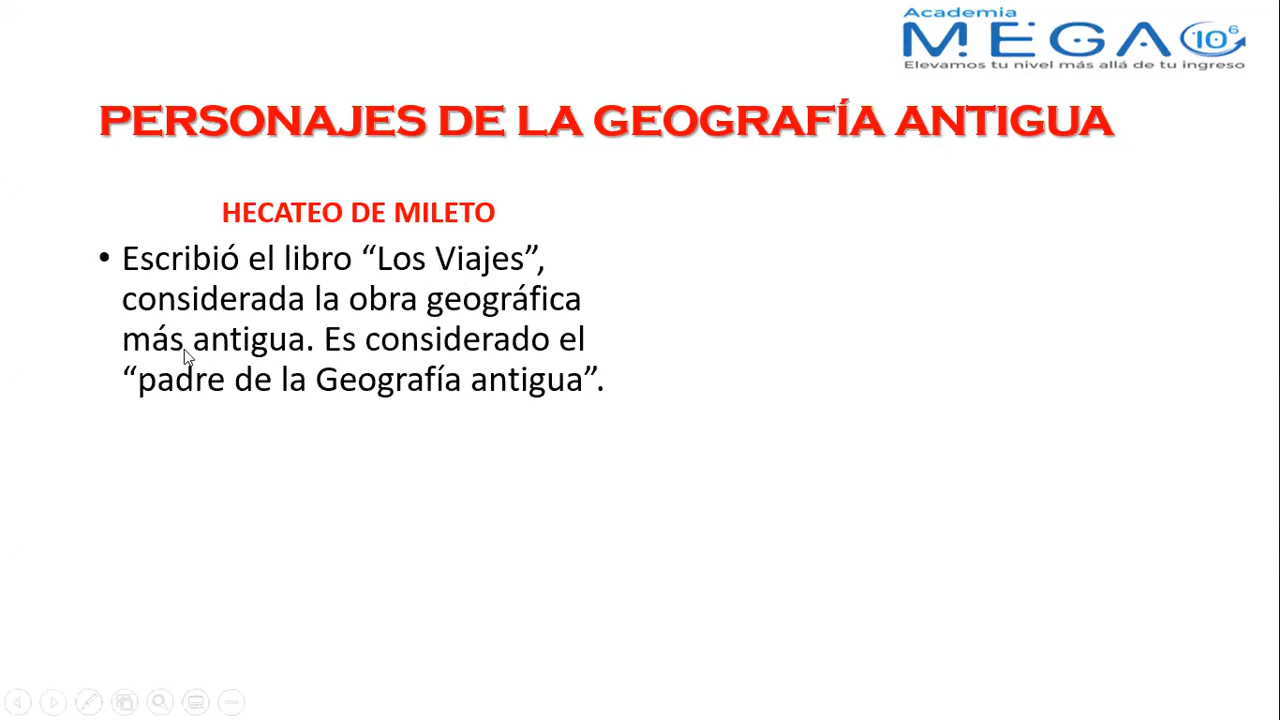 Academia
MEGA 10⁶
Elevamos tu nivel más allá de tu ingreso
PERSONAJES DE LA GEOGRAFÍA ANTIGUA
HECATEO DE MILETO
• Escribió el libro “Los Viajes”,
considerada la obra geográfica
más antigua. Es considerado el
“padre de la Geografía antigua”.